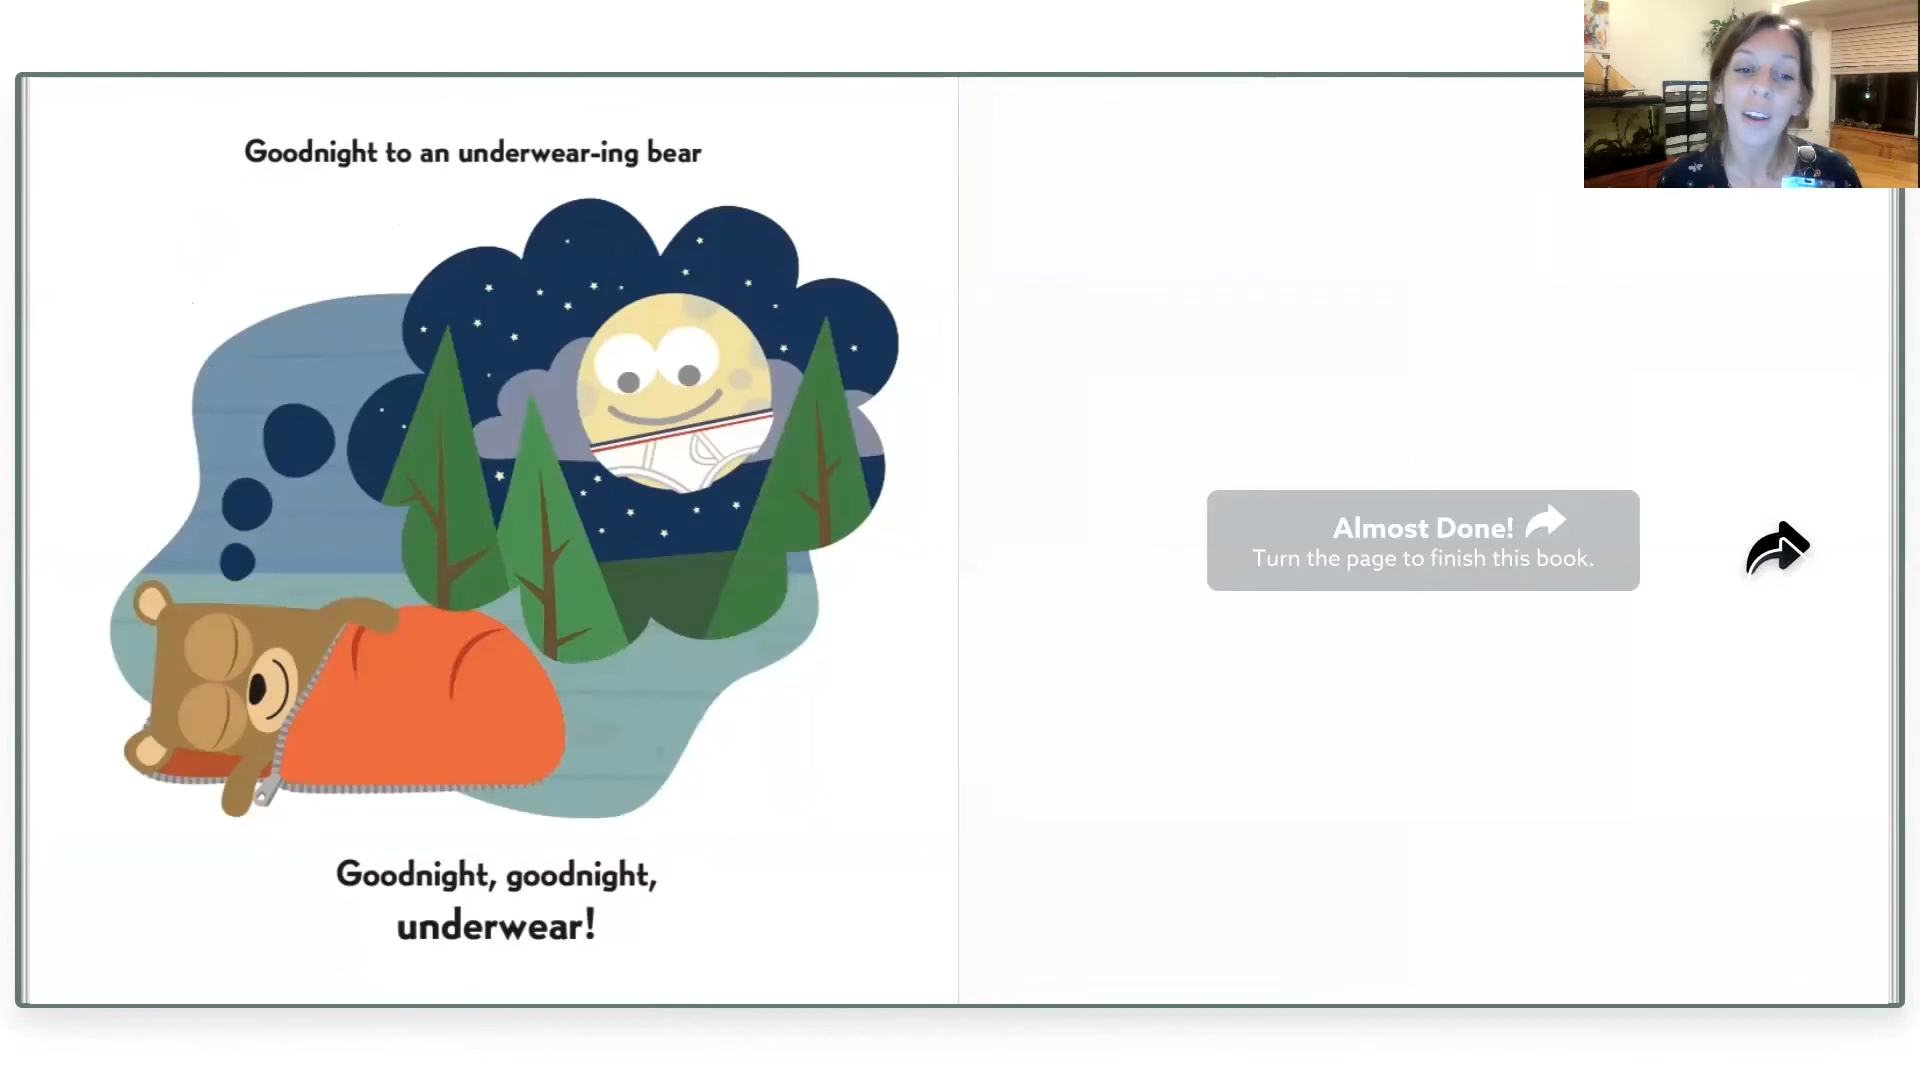 Goodnight to an underwear-ing bear
Goodnight, goodnight,
underwear!
Almost Done!
Turn the page to finish this book.